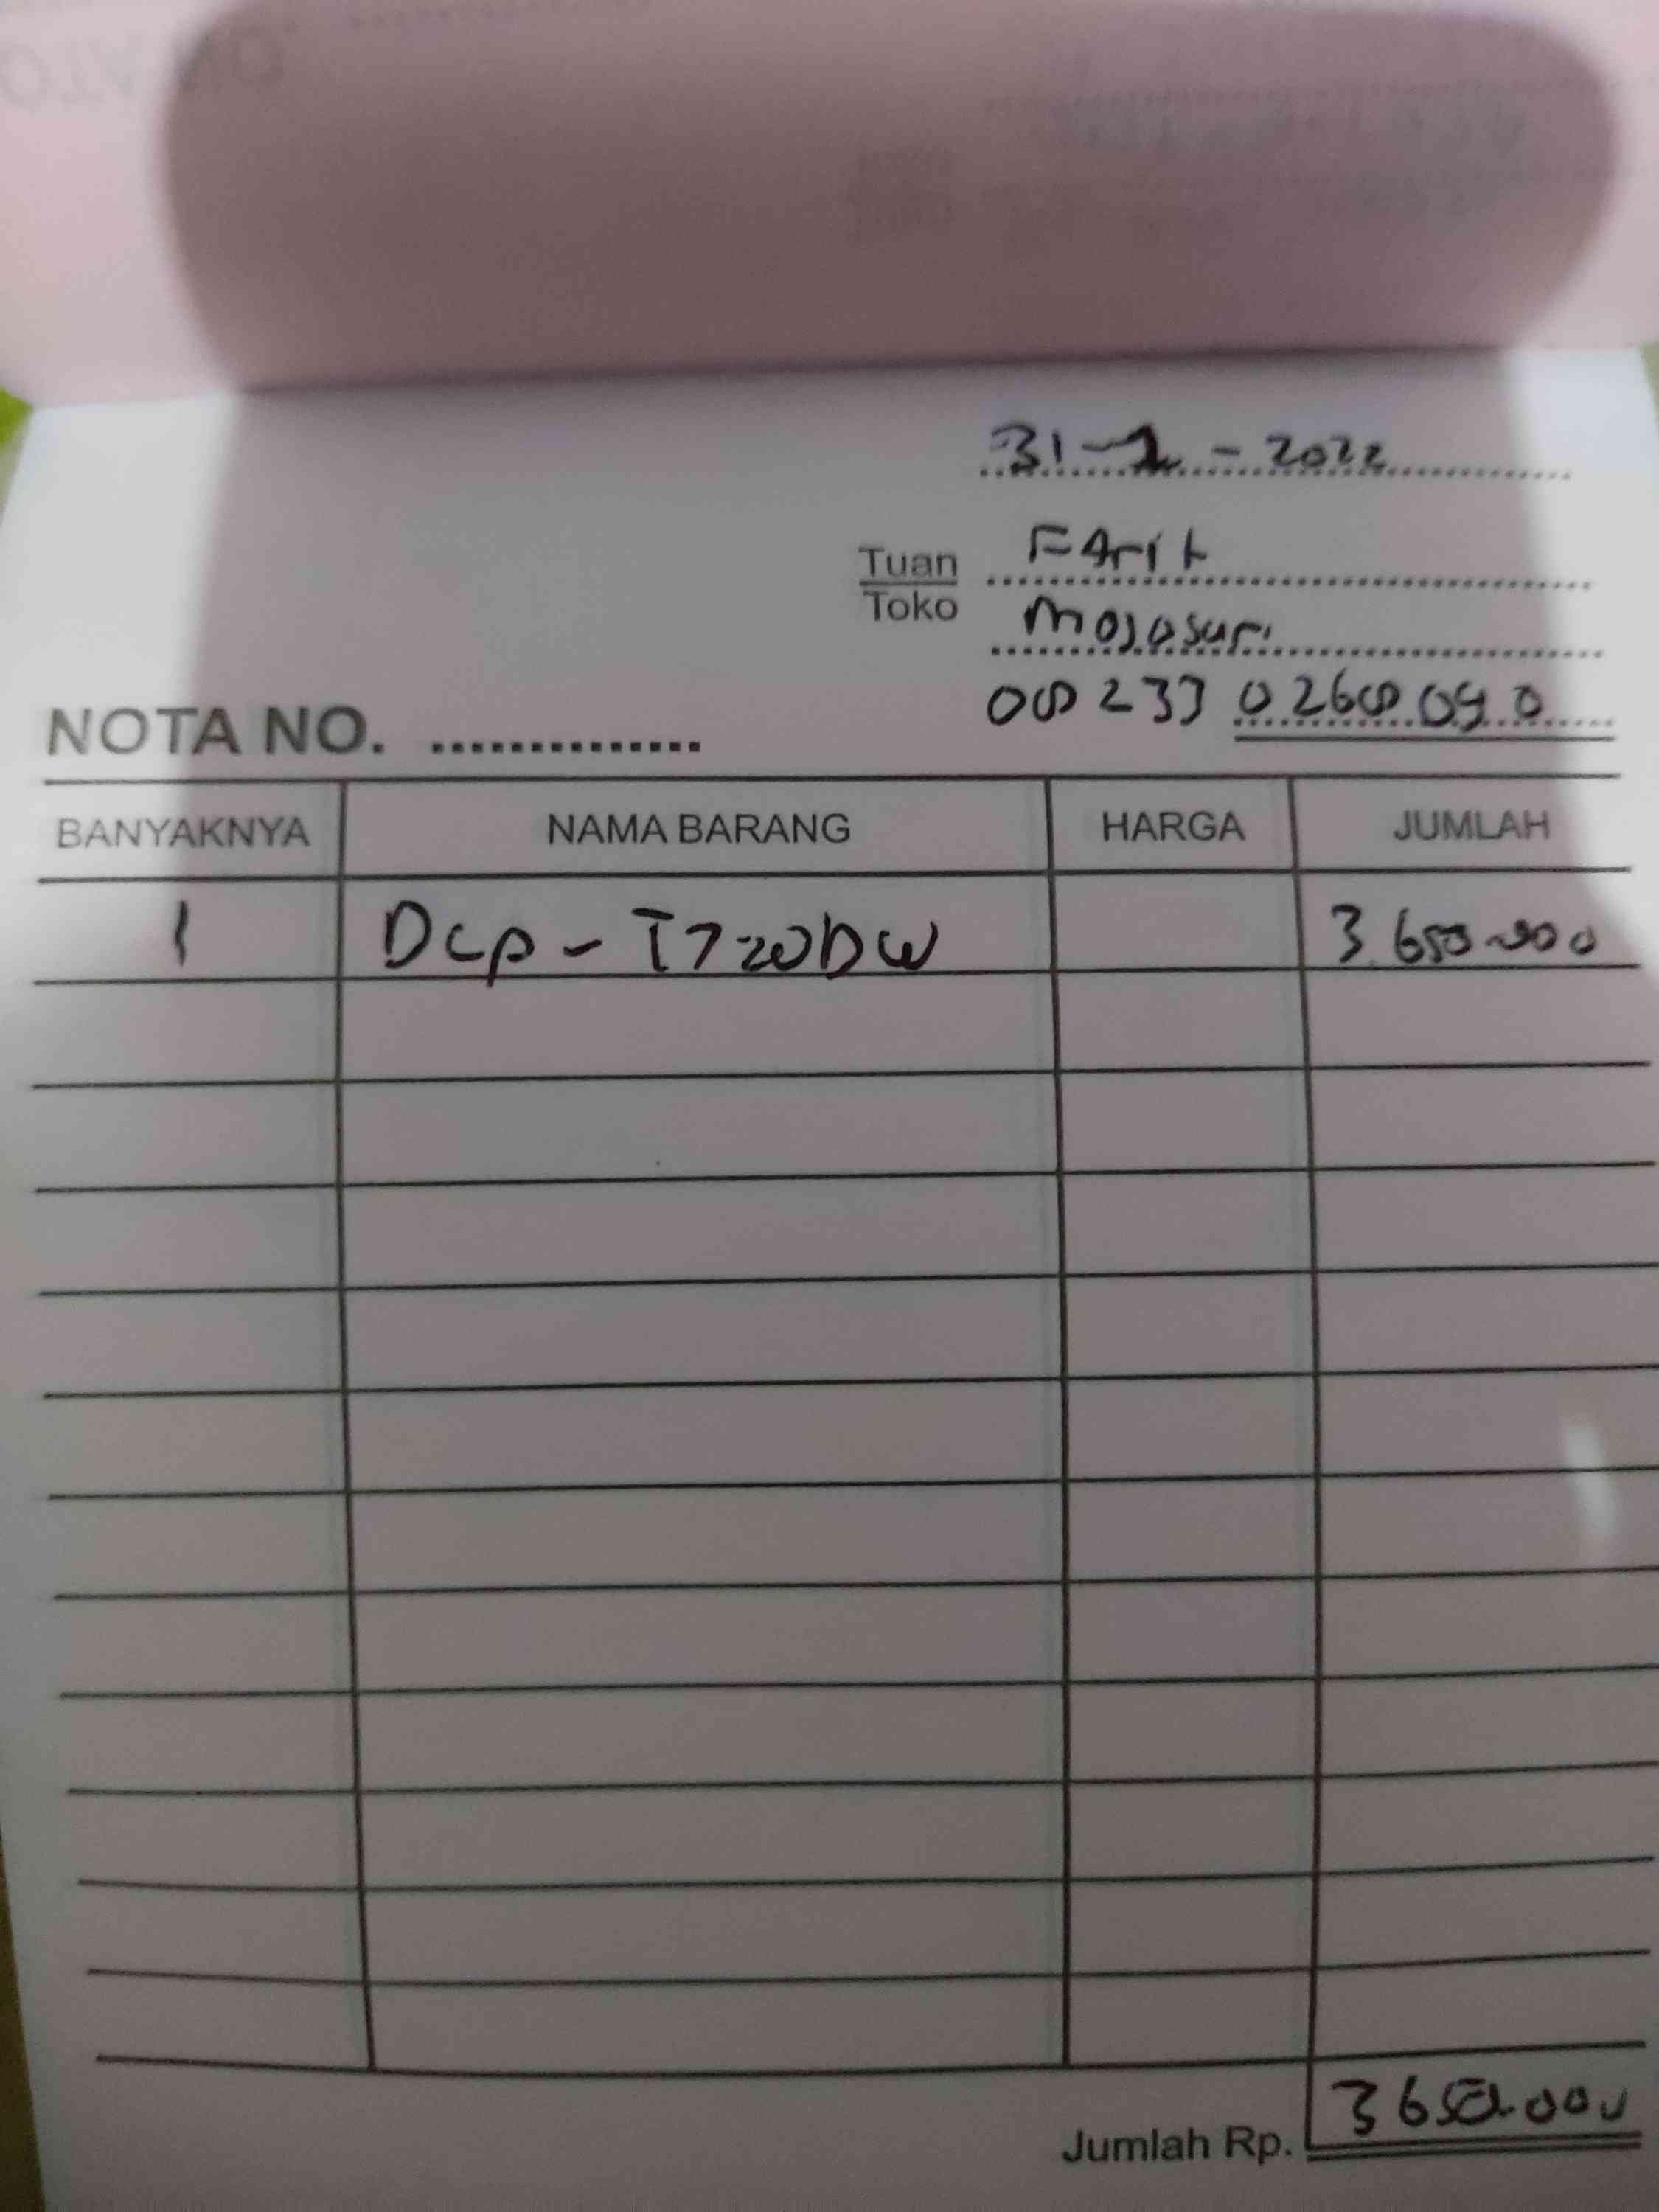 31-1-2022
Tuan Farit
Toko Mojosari
082330268090
NOTA NO. ..............
BANYAKNYA NAMA BARANG HARGA JUMLAH
1 DCP-T720DW 3.650.000
Jumlah Rp. 3650.000